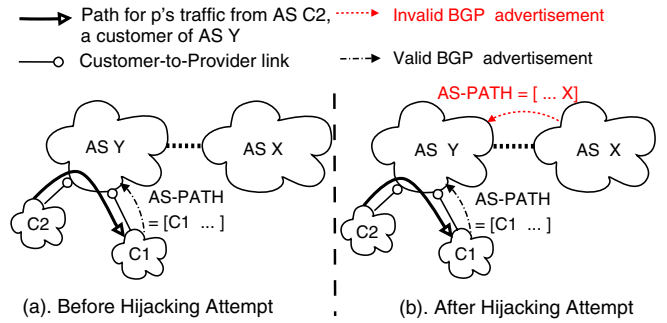 Path for p's traffic from AS C2,
a customer of AS Y
Invalid BGP advertisement
Customer-to-Provider link
Valid BGP advertisement
AS-PATH = [ ... X]
AS Y
AS X
AS-PATH
= [C1 ... ]
C2
C1
AS Y
AS X
AS-PATH
= [C1 ... ]
C2
C1
(a). Before Hijacking Attempt
(b). After Hijacking Attempt